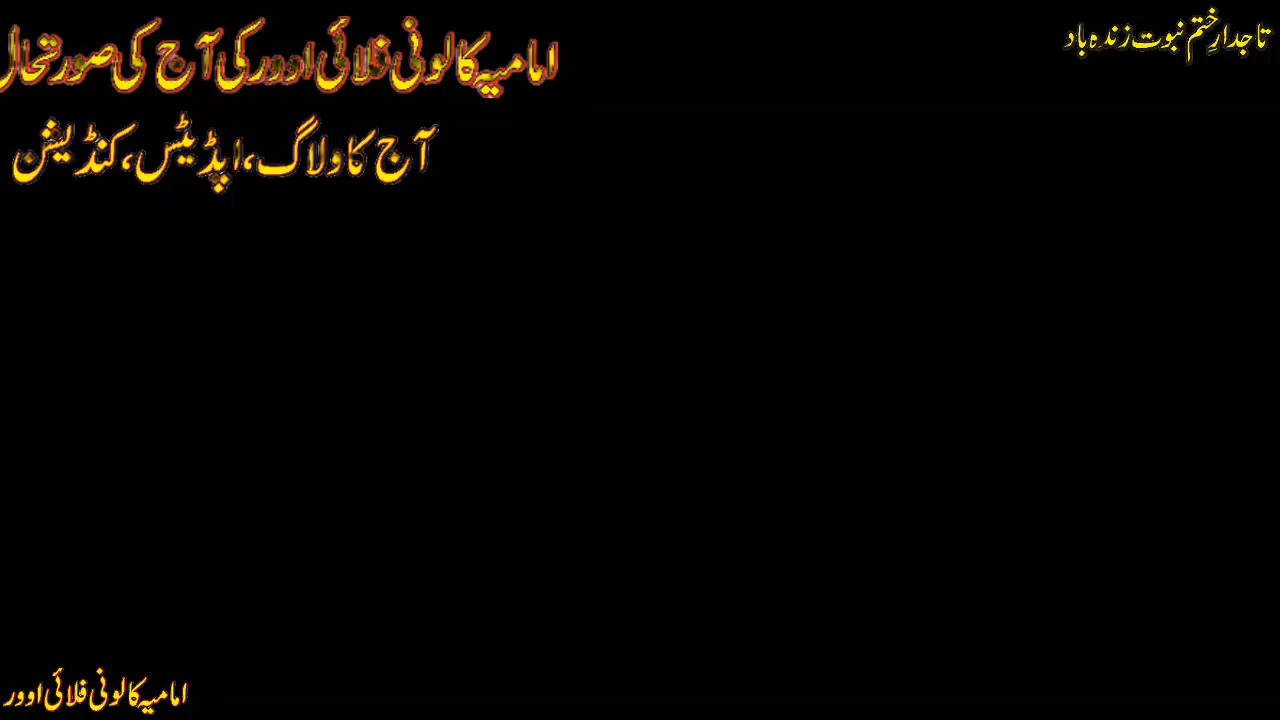 تاجدارِ ختم نبوت زندہ باد
امامیہ کالونی فلائی اوور کی آج کی صورتحال
آج کا ولاگ، اپڈیٹس، کنڈیشن
امامیہ کالونی فلائی اوور